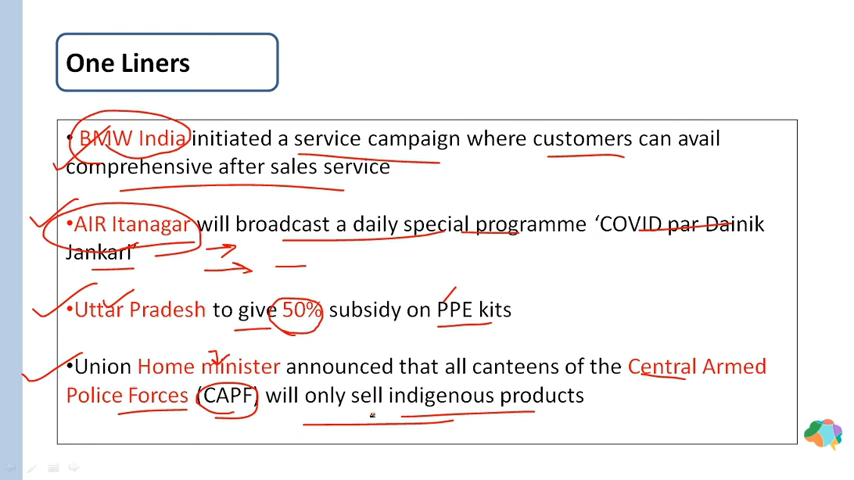 One Liners
• BMW India initiated a service campaign where customers can avail
comprehensive after sales service
•AIR Itanagar will broadcast a daily special programme ‘COVID par Dainik
Jankari’
•Uttar Pradesh to give 50% subsidy on PPE kits
•Union Home minister announced that all canteens of the Central Armed
Police Forces (CAPF) will only sell indigenous products